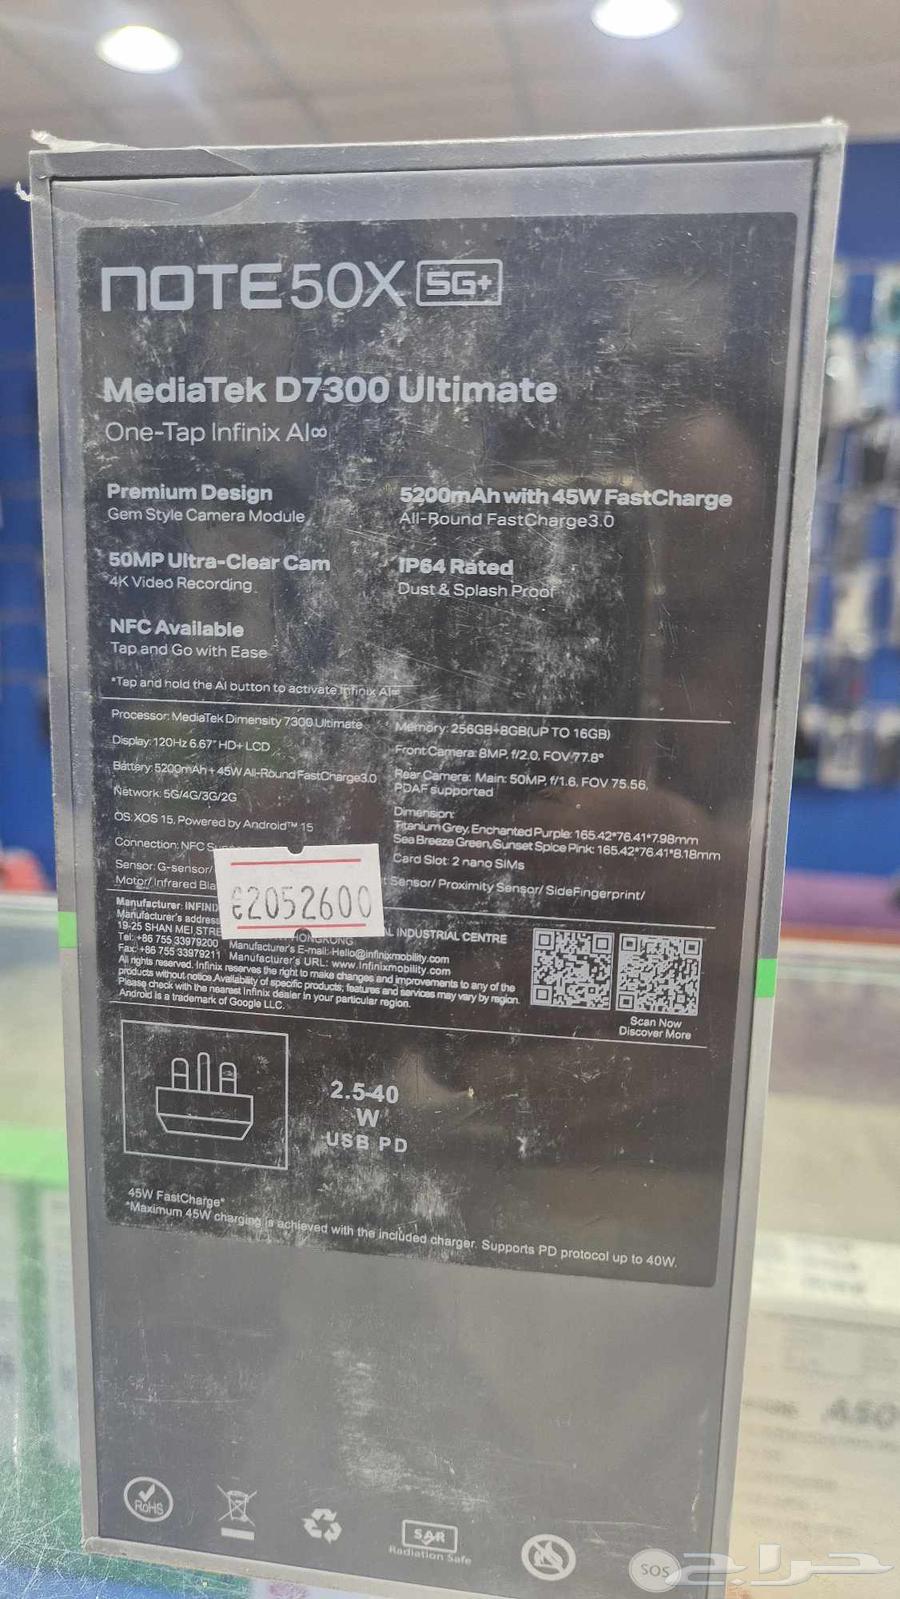 NOTE50X 5G+
MediaTek D7300 Ultimate
One-Tap Infinix AI∞
Premium Design
Gem Style Camera Module
5200mAh with 45W FastCharge
All-Round FastCharge3.0
50MP Ultra-Clear Cam
4K Video Recording
IP64 Rated
Dust & Splash Proof
NFC Available
Tap and Go with Ease
*Tap and hold the AI button to activate Infinix AI∞
Processor: MediaTek Dimensity 7300 Ultimate
Display: 120Hz 6.67" HD+ LCD
Battery: 5200mAh + 45W All-Round FastCharge3.0
Network: 5G/4G/3G/2G
OS: XOS 15, Powered by Android™ 15
Connection: NFC
Sensor: G-sensor/
Motor/ Infrared
Memory: 256GB+8GB(UP TO 16GB)
Front Camera: 8MP, f/2.0, FOV 77.8°
Rear Camera: Main: 50MP, f/1.6, FOV 75.56,
PDAF supported
Dimension:
Titanium Grey, Enchanted Purple: 165.42*76.41*7.98mm
Sea Breeze Green,Sunset Spice Pink: 165.42*76.41*8.18mm
Card Slot: 2 nano SIMs
Sensor/ Proximity Sensor/ SideFingerprint/
€2052600
Manufacturer: INFINI
Manufacturer's address
19-25 SHAN MEI STRE
INDUSTRIAL CENTRE
HONGKONG
Tel: +86 755 33979200 Manufacturer's E-mail: Hello@infinixmobility.com
Fax: +86 755 33979211 Manufacturer's URL: www.Infinixmobility.com
All rights reserved. Infinix reserves the right to make changes and improvements to any of the
products without notice. Availability of specific products, features and services may vary by region.
Please check with the nearest Infinix dealer in your particular region.
Android is a trademark of Google LLC.
Scan Now
Discover More
2.5-40
W
USB PD
45W FastCharge*
*Maximum 45W charging is achieved with the included charger. Supports PD protocol up to 40W.
RoHS
SAR
Radiation Safe
SOS
حراج
A50